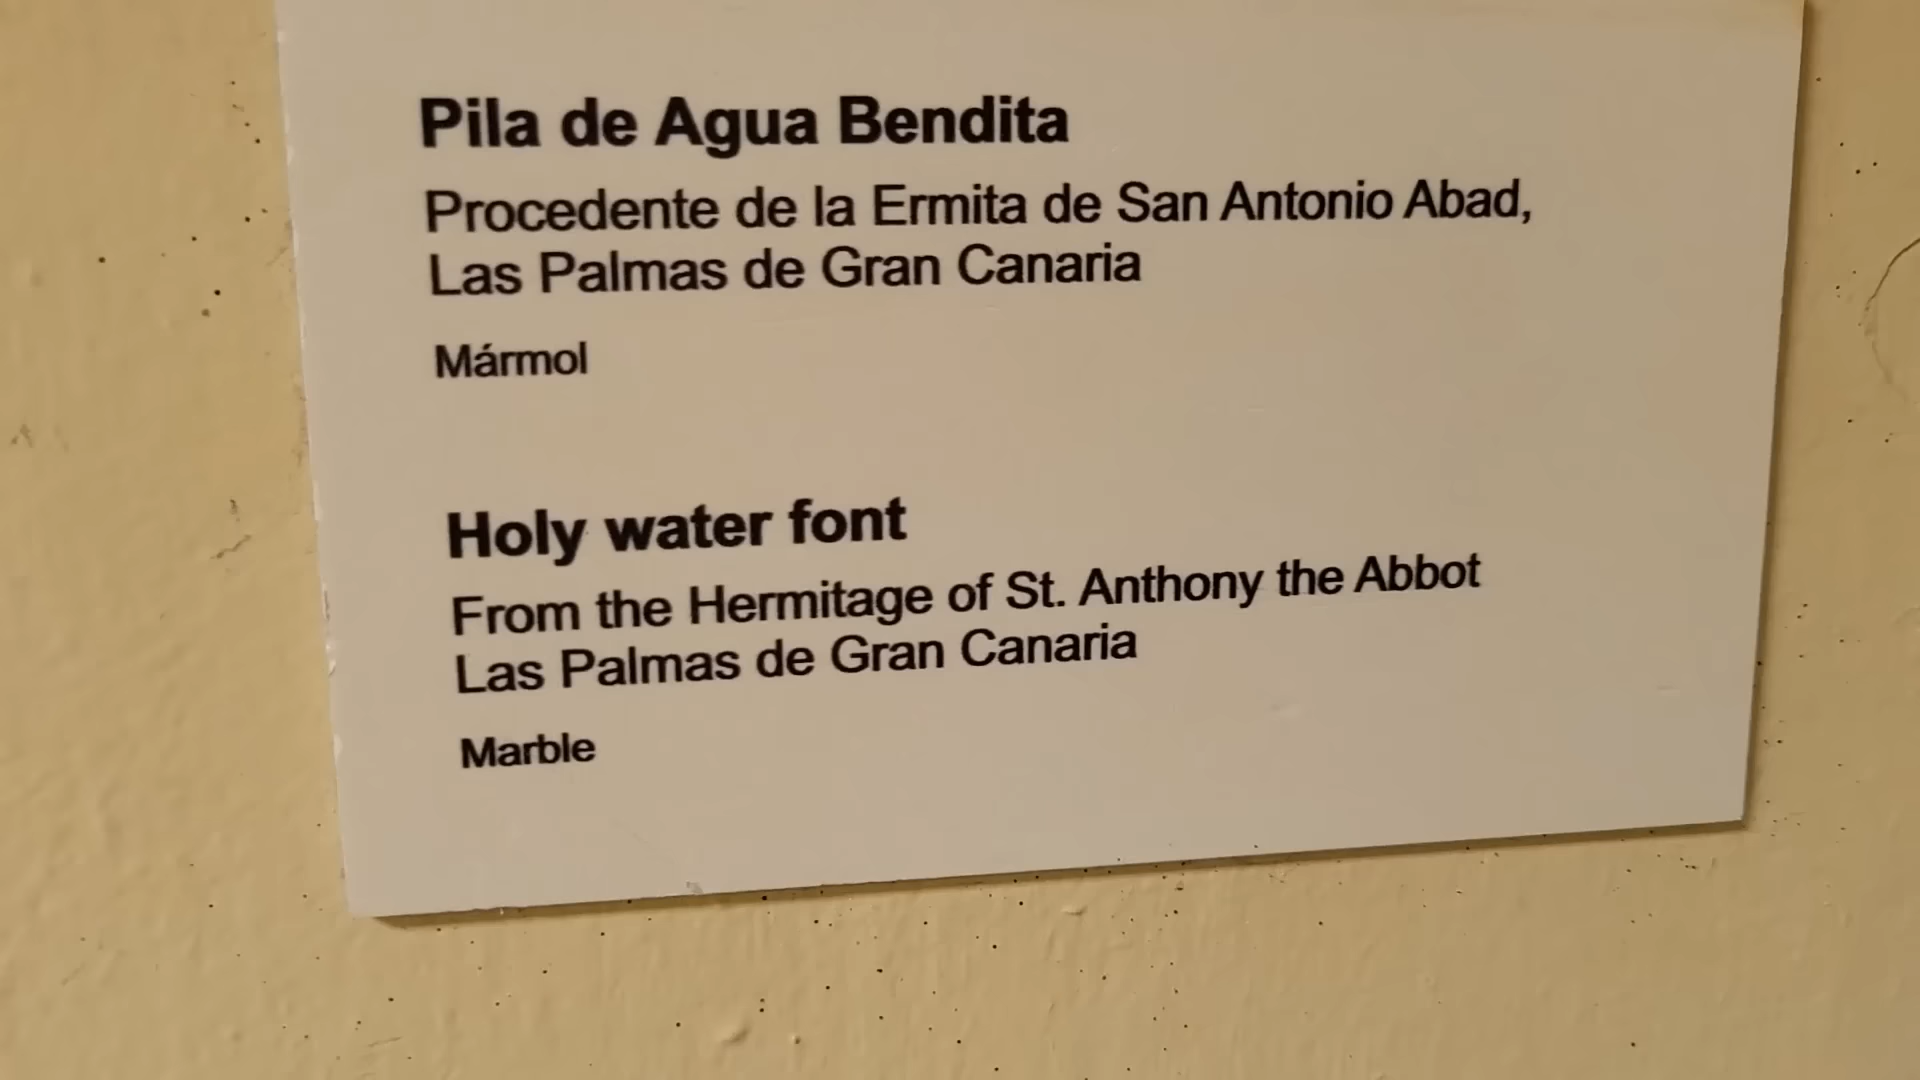 Pila de Agua Bendita
Procedente de la Ermita de San Antonio Abad,
Las Palmas de Gran Canaria
Mármol
Holy water font
From the Hermitage of St. Anthony the Abbot
Las Palmas de Gran Canaria
Marble